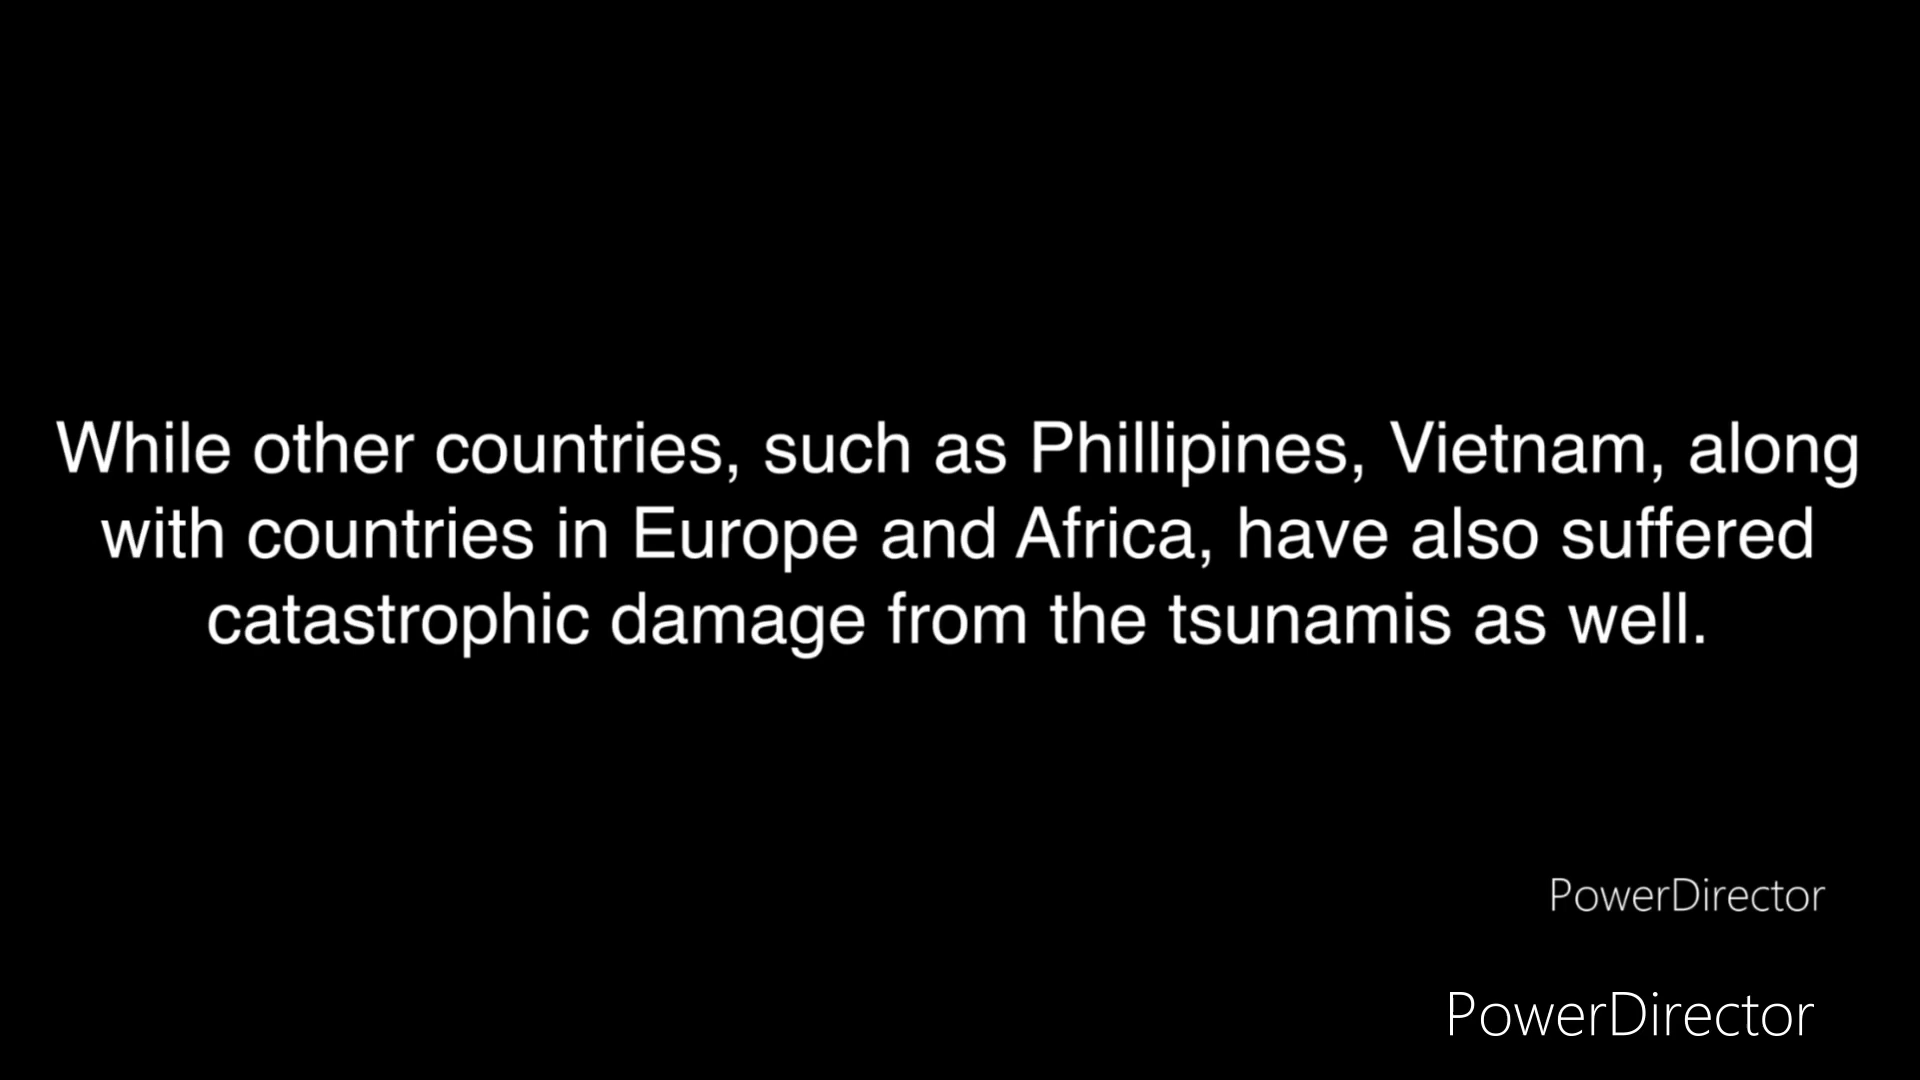 While other countries, such as Phillipines, Vietnam, along
with countries in Europe and Africa, have also suffered
catastrophic damage from the tsunamis as well.
PowerDirector
PowerDirector